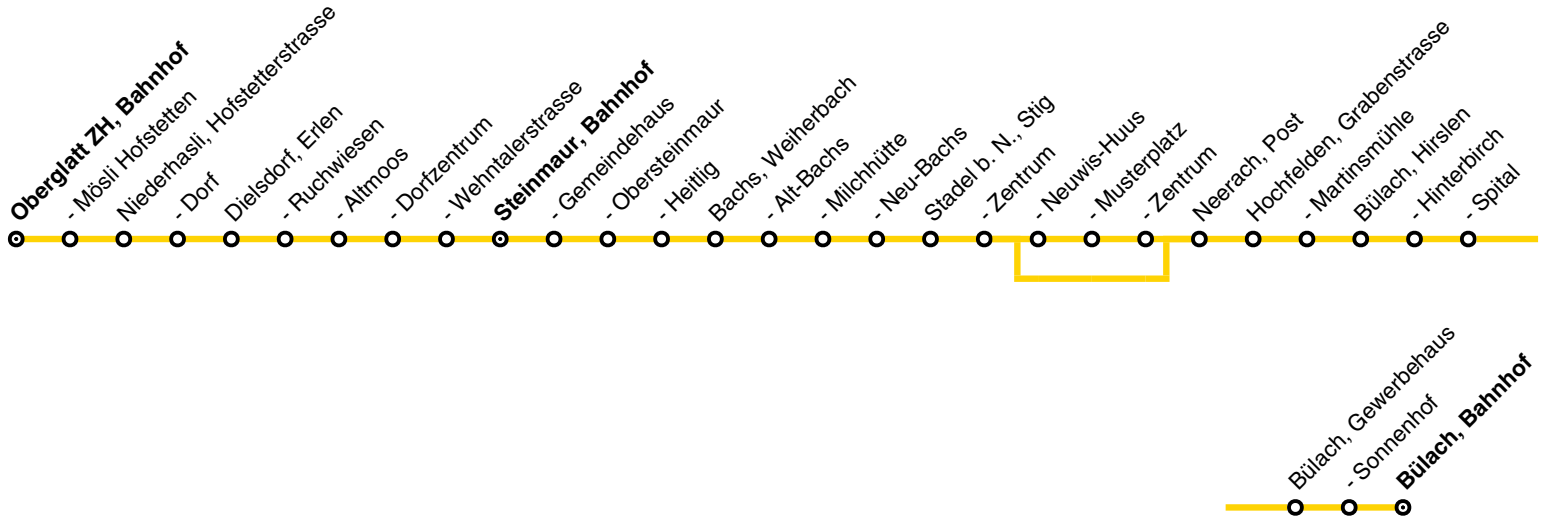 Oberglatt ZH, Bahnhof
- Mösli Hofstetten
Niederhasli, Hofstetterstrasse
- Dorf
Dielsdorf, Erlen
- Ruchwiesen
- Altmoos
- Dorfzentrum
- Wehntalerstrasse
Steinmaur, Bahnhof
- Gemeindehaus
- Obersteinmaur
- Heitlig
Bachs, Weiherbach
- Alt-Bachs
- Milchhütte
- Neu-Bachs
Stadel b. N., Stig
- Zentrum
- Neuwis-Huus
- Musterplatz
- Zentrum
Neerach, Post
Hochfelden, Grabenstrasse
- Martinsmühle
Bülach, Hirslen
- Hinterbirch
- Spital
Bülach, Gewerbehaus
- Sonnenhof
Bülach, Bahnhof